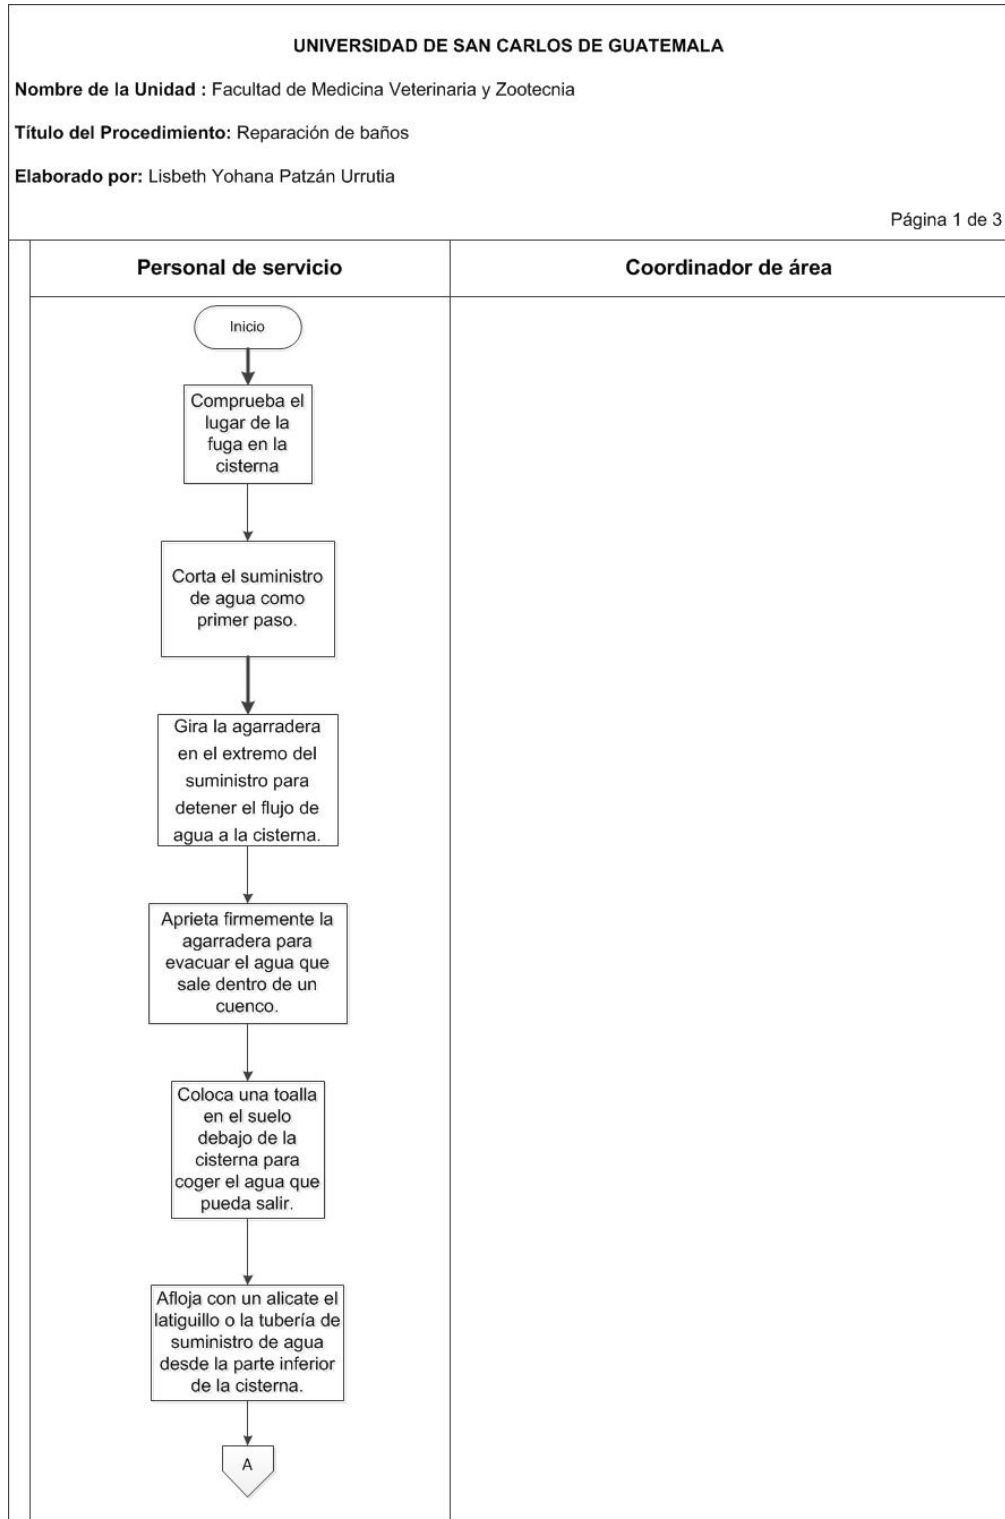 UNIVERSIDAD DE SAN CARLOS DE GUATEMALA
Nombre de la Unidad : Facultad de Medicina Veterinaria y Zootecnia
Título del Procedimiento: Reparación de baños
Elaborado por: Lisbeth Yohana Patzán Urrutia
Página 1 de 3
Personal de servicio
Coordinador de área
Inicio
Comprueba el
lugar de la
fuga en la
cisterna
Corta el suministro
de agua como
primer paso.
Gira la agarradera
en el extremo del
suministro para
detener el flujo de
agua a la cisterna.
Aprieta firmemente la
agarradera para
evacuar el agua que
sale dentro de un
cuenco.
Coloca una toalla
en el suelo
debajo de la
cisterna para
coger el agua que
pueda salir.
Afloja con un alicate el
latiguillo o la tubería de
suministro de agua
desde la parte inferior
de la cisterna.
A